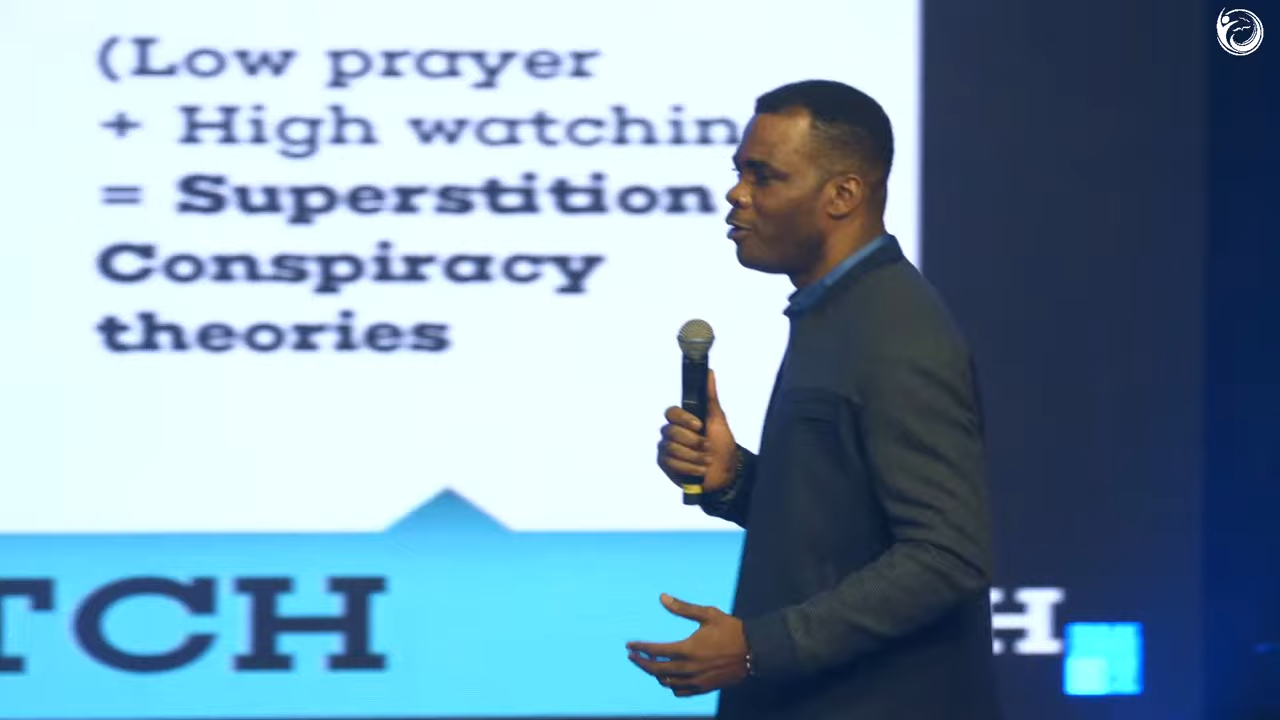 (Low prayer
+ High watchin
= Superstition
Conspiracy
theories
TCH
H